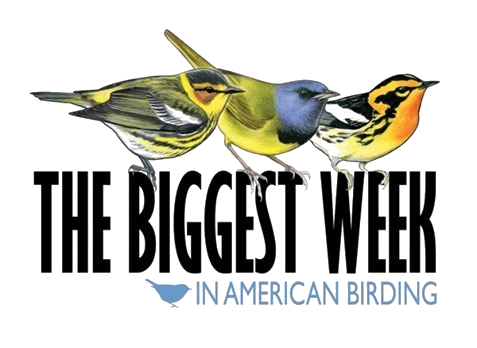 THE BIGGEST WEEK
IN AMERICAN BIRDING